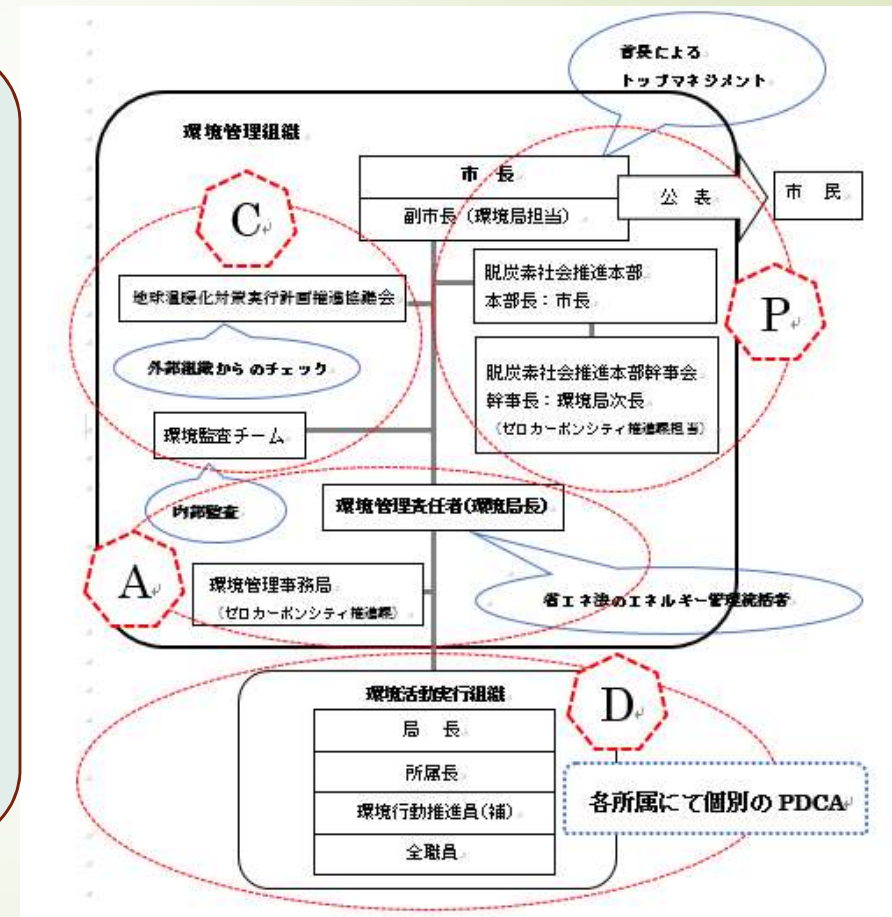 首長による
トップマネジメント
環境管理組織
市 長
副市長（環境局担当）
公 表
市 民
C
地球温暖化対策実行計画推進協議会
脱炭素社会推進本部
本部長：市長
P
外部組織からのチェック
脱炭素社会推進本部幹事会
幹事長：環境局次長
（ゼロカーボンシティ推進課担当）
環境監査チーム
内部監査
環境管理責任者(環境局長)
A
環境管理事務局
（ゼロカーボンシティ推進課）
省エネ法のエネルギー管理統括者
環境活動実行組織
D
局 長
所属長
環境行動推進員(補)
全職員
各所属にて個別の PDCA